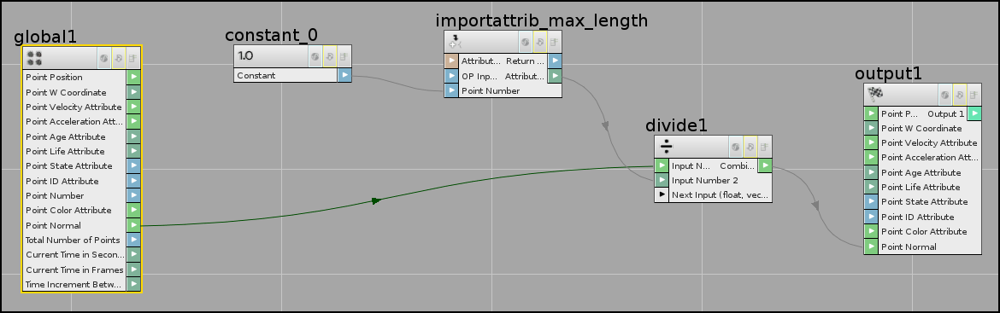 global1
Point Position
Point W Coordinate
Point Velocity Attribute
Point Acceleration Att...
Point Age Attribute
Point Life Attribute
Point State Attribute
Point ID Attribute
Point Number
Point Color Attribute
Point Normal
Total Number of Points
Current Time in Secon...
Current Time in Frames
Time Increment Betw...
constant_0
1.0
Constant
importattrib_max_length
Attribut... Return ...
OP Inp... Attribut...
Point Number
divide1
Input N... Combi...
Input Number 2
Next Input (float, vec...
output1
Point P... Output 1
Point W Coordinate
Point Velocity Attribute
Point Acceleration Att...
Point Age Attribute
Point Life Attribute
Point State Attribute
Point ID Attribute
Point Color Attribute
Point Normal